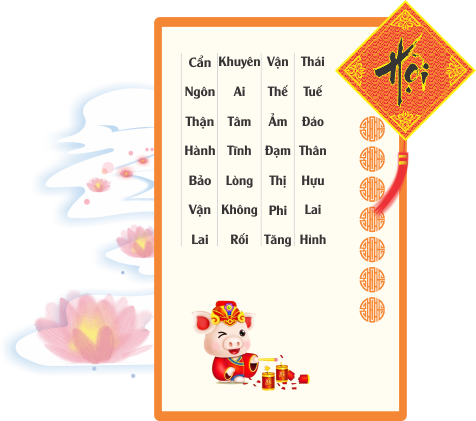 Hợi
Thái Tuế Đáo Thân Hựu Lai Hình
Vận Thế Ảm Đạm Thị Phi Tăng
Khuyên Ai Tâm Tĩnh Lòng Không Rối
Cẩn Ngôn Thận Hành Bảo Vận Lai